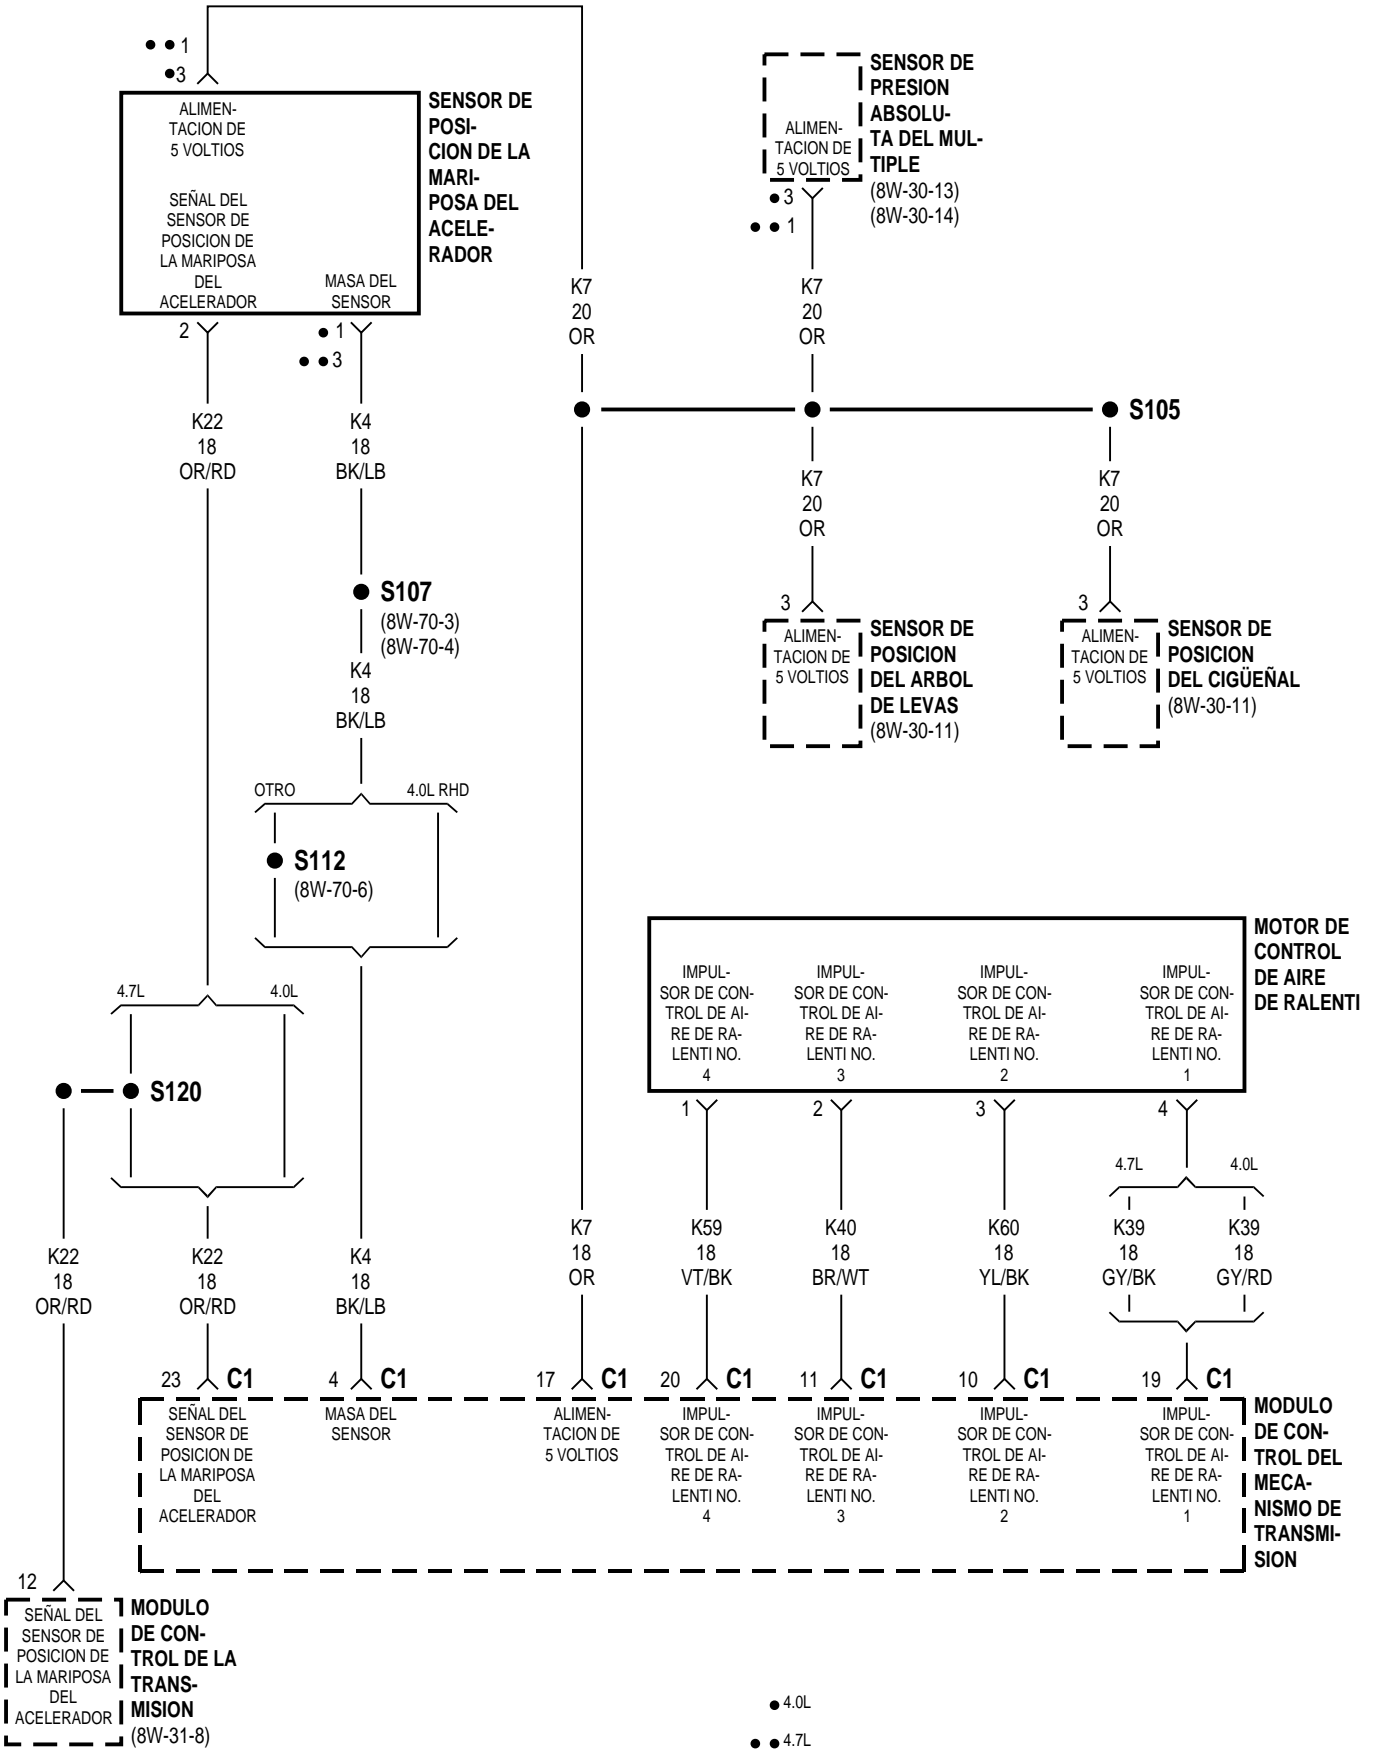 ● ● 1
● 3
ALIMEN-
TACION DE
5 VOLTIOS
SEÑAL DEL
SENSOR DE
POSICION DE
LA MARIPOSA
DEL
ACELERADOR
MASA DEL
SENSOR
SENSOR DE
POSI-
CION DE LA
MARI-
POSA DEL
ACELE-
RADOR
2
● 1
● ● 3
ALIMEN-
TACION DE
5 VOLTIOS
SENSOR DE
PRESION
ABSOLU-
TA DEL MUL-
TIPLE
(8W-30-13)
(8W-30-14)
● 3
● ● 1
K7
20
OR
K7
20
OR
S105
K22
18
OR/RD
K4
18
BK/LB
K7
20
OR
K7
20
OR
S107
(8W-70-3)
(8W-70-4)
K4
18
BK/LB
3
ALIMEN-
TACION DE
5 VOLTIOS
SENSOR DE
POSICION
DEL ARBOL
DE LEVAS
(8W-30-11)
3
ALIMEN-
TACION DE
5 VOLTIOS
SENSOR DE
POSICION
DEL CIGÜEÑAL
(8W-30-11)
OTRO
4.0L RHD
S112
(8W-70-6)
4.7L
4.0L
S120
IMPUL-
SOR DE CON-
TROL DE AI-
RE DE RA-
LENTI NO.
4
IMPUL-
SOR DE CON-
TROL DE AI-
RE DE RA-
LENTI NO.
3
IMPUL-
SOR DE CON-
TROL DE AI-
RE DE RA-
LENTI NO.
2
IMPUL-
SOR DE CON-
TROL DE AI-
RE DE RA-
LENTI NO.
1
MOTOR DE
CONTROL
DE AIRE
DE RALENTI
1
2
3
4
4.7L
4.0L
K22
18
OR/RD
K22
18
OR/RD
K4
18
BK/LB
K7
18
OR
K59
18
VT/BK
K40
18
BR/WT
K60
18
YL/BK
K39
18
GY/BK
K39
18
GY/RD
23 C1
4 C1
17 C1
20 C1
11 C1
10 C1
19 C1
SEÑAL DEL
SENSOR DE
POSICION DE
LA MARIPOSA
DEL
ACELERADOR
MASA DEL
SENSOR
ALIMEN-
TACION DE
5 VOLTIOS
IMPUL-
SOR DE CON-
TROL DE AI-
RE DE RA-
LENTI NO.
4
IMPUL-
SOR DE CON-
TROL DE AI-
RE DE RA-
LENTI NO.
3
IMPUL-
SOR DE CON-
TROL DE AI-
RE DE RA-
LENTI NO.
2
IMPUL-
SOR DE CON-
TROL DE AI-
RE DE RA-
LENTI NO.
1
MODULO
DE CON-
TROL DEL
MECA-
NISMO DE
TRANSMI-
SION
12
SEÑAL DEL
SENSOR DE
POSICION DE
LA MARIPOSA
DEL
ACELERADOR
MODULO
DE CON-
TROL DE LA
TRANS-
MISION
(8W-31-8)
● 4.0L
● ● 4.7L